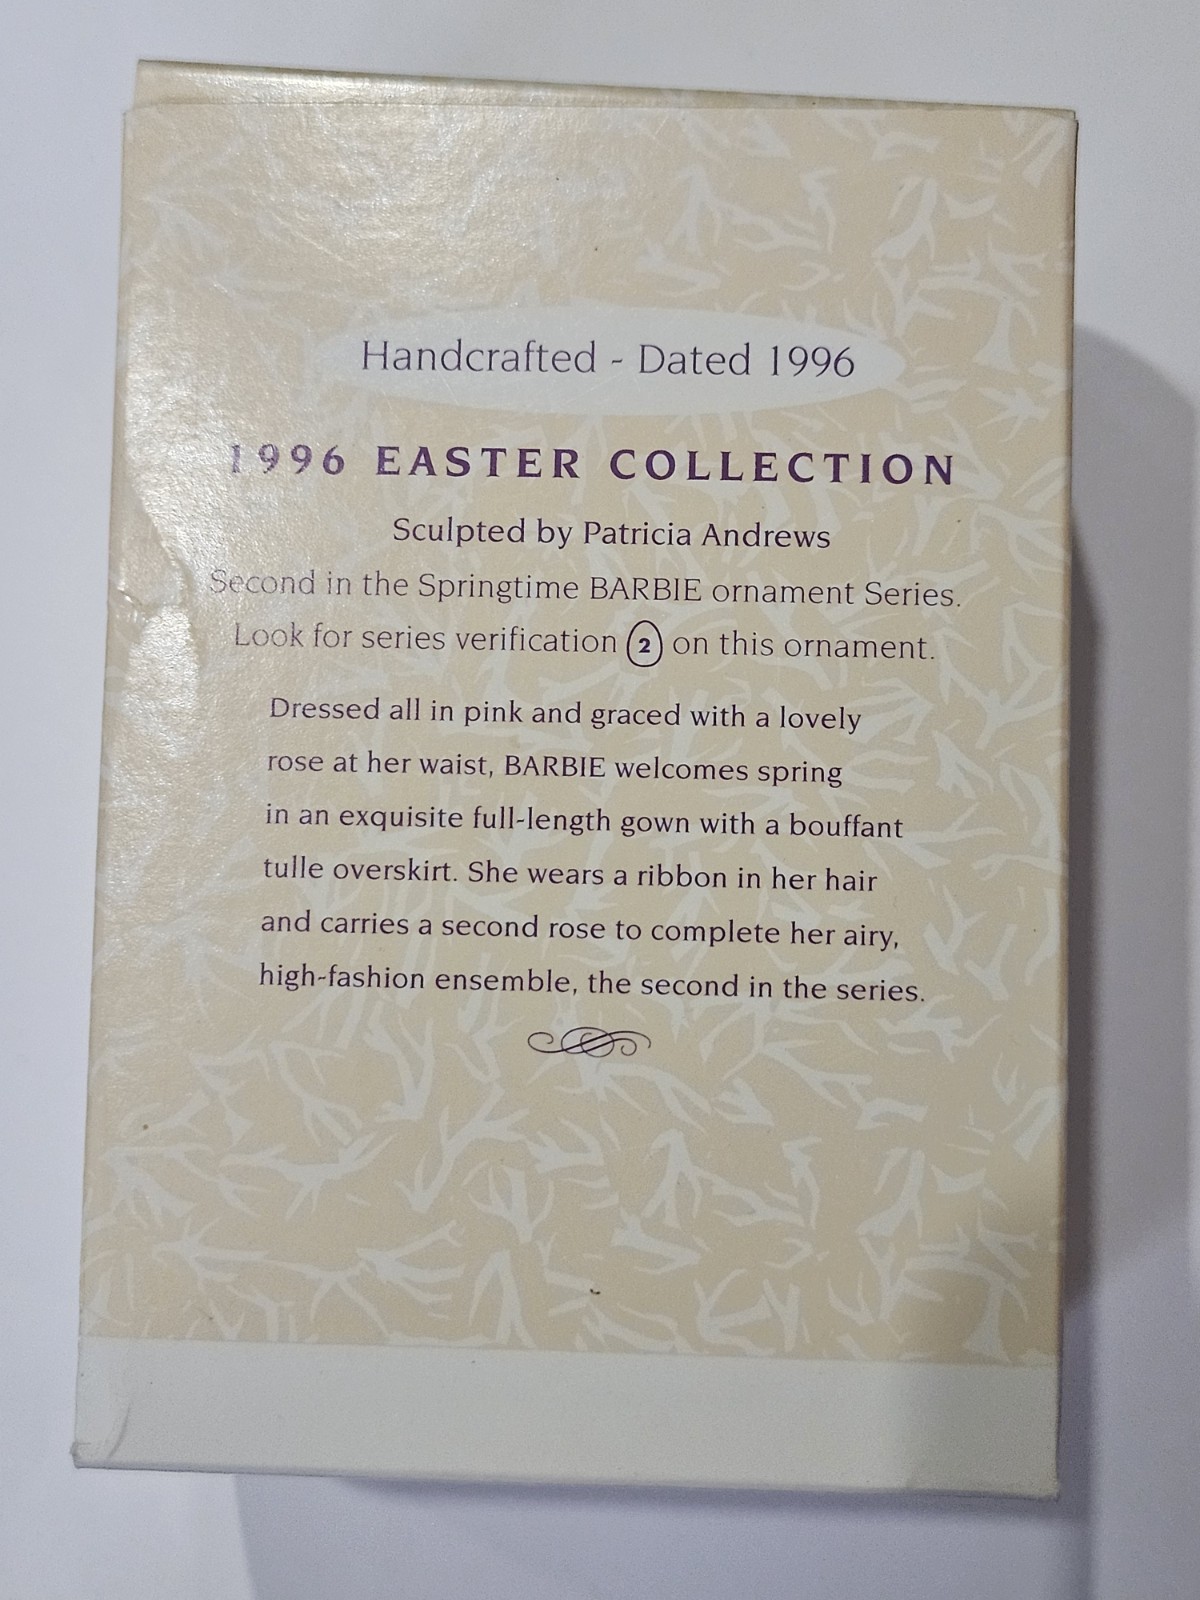 Handcrafted - Dated 1996
1996 EASTER COLLECTION
Sculpted by Patricia Andrews
Second in the Springtime BARBIE ornament Series.
Look for series verification 2 on this ornament.
Dressed all in pink and graced with a lovely
rose at her waist, BARBIE welcomes spring
in an exquisite full-length gown with a bouffant
tulle overskirt. She wears a ribbon in her hair
and carries a second rose to complete her airy,
high-fashion ensemble, the second in the series.